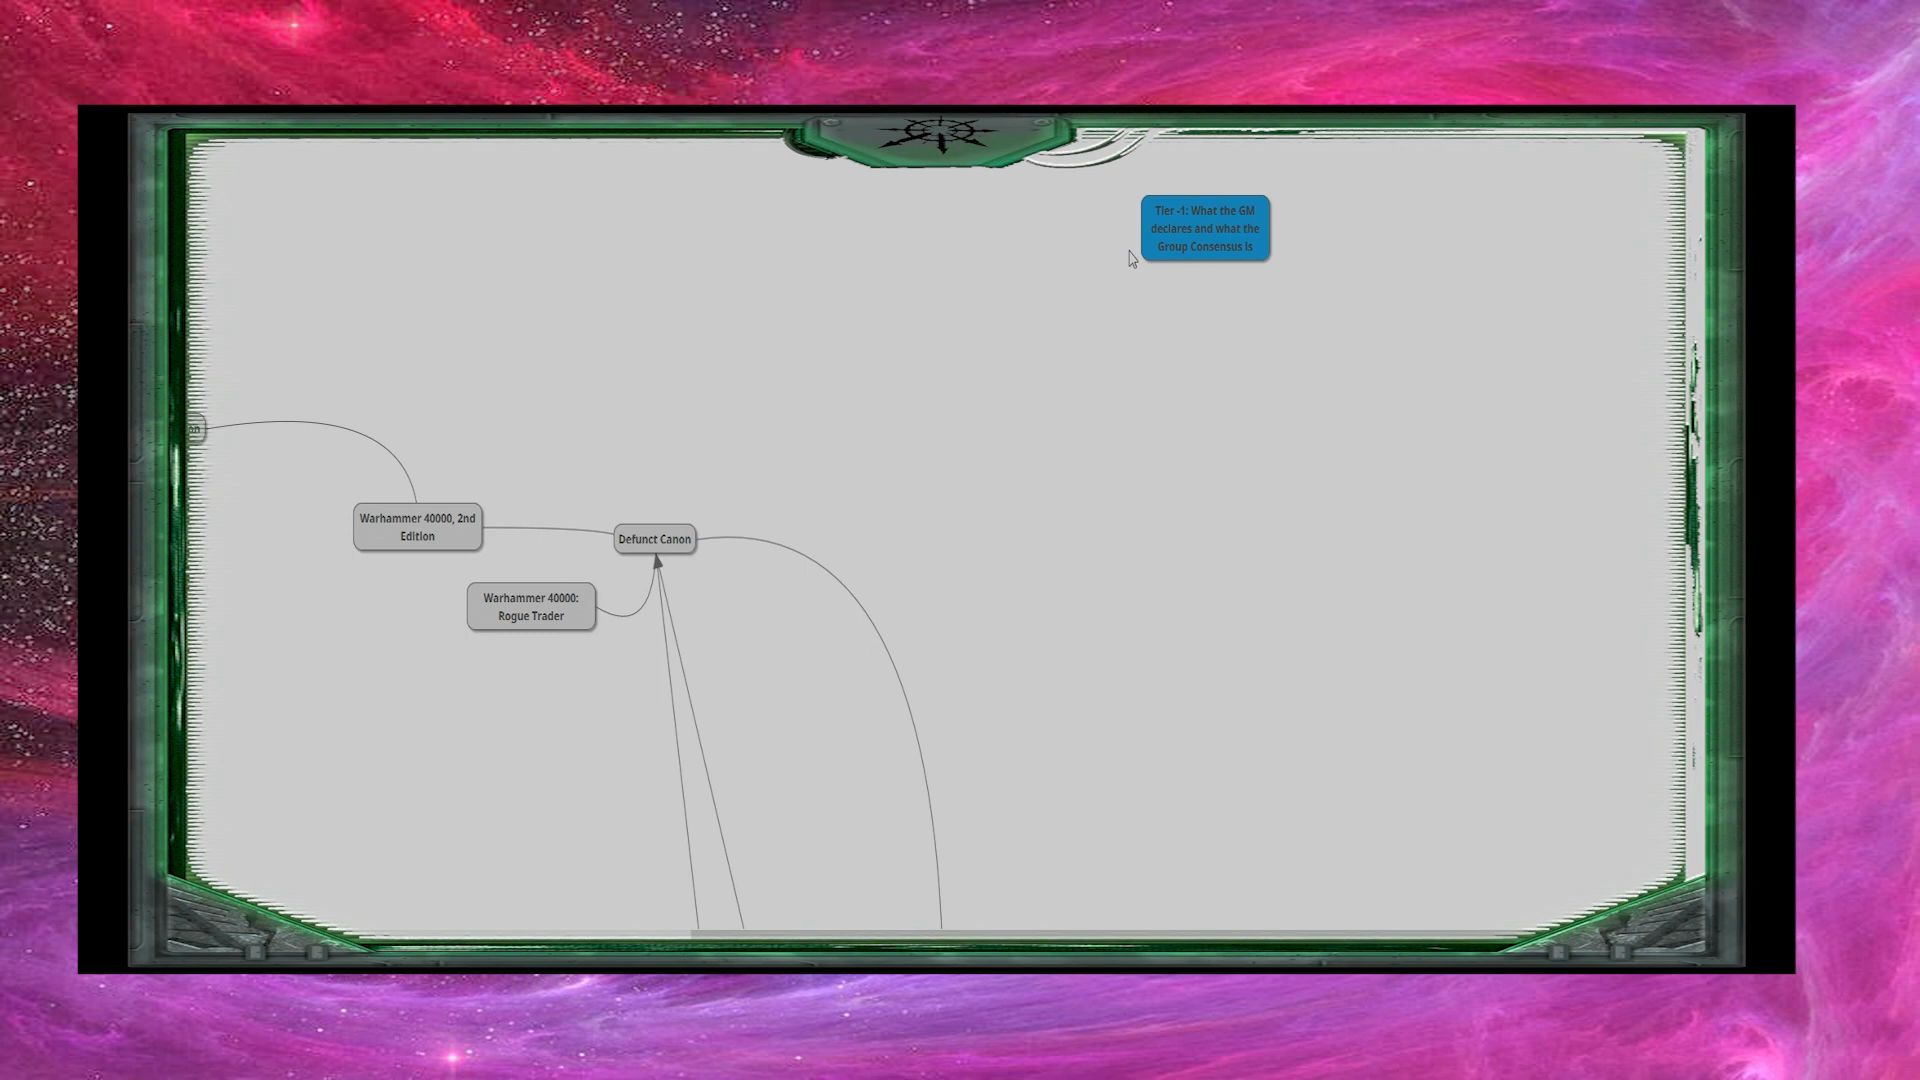 Tier -1: What the GM
declares and what the
Group Consensus is
on
Warhammer 40000, 2nd
Edition
Defunct Canon
Warhammer 40000:
Rogue Trader